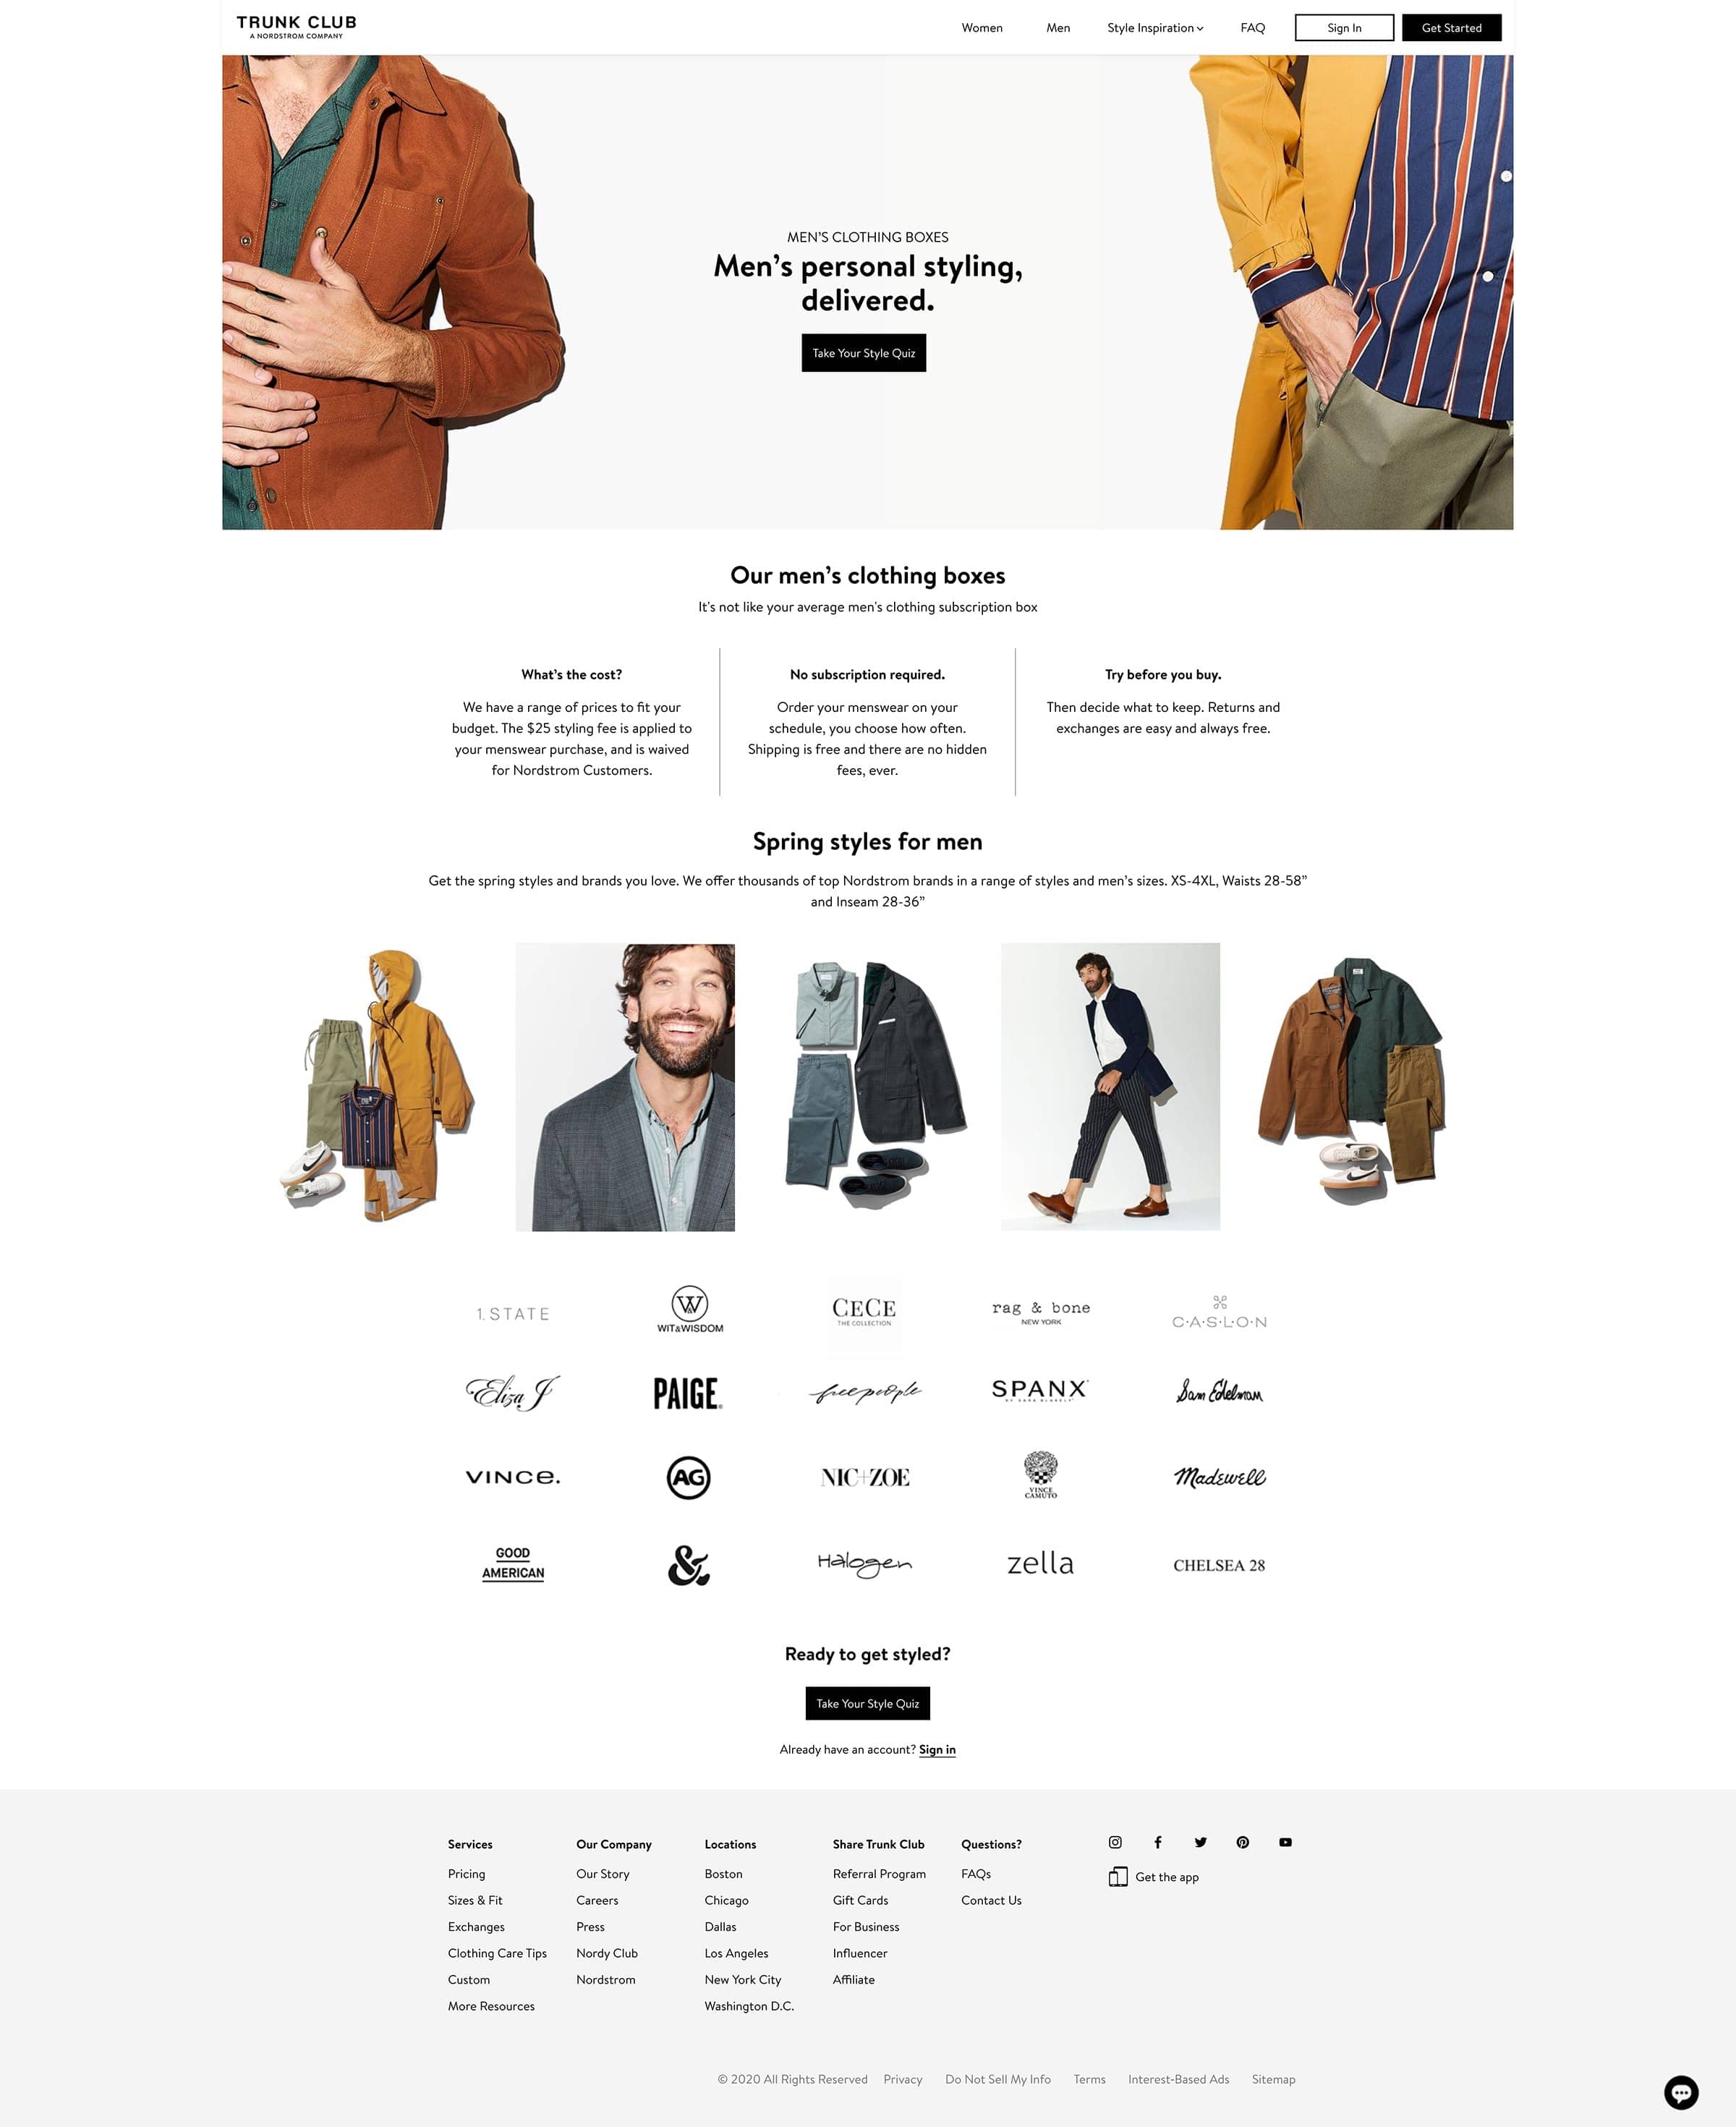 TRUNK CLUB
A NORDSTROM COMPANY
Women
Men
Style Inspiration
FAQ
Sign In
Get Started
MEN'S CLOTHING BOXES
Men's personal styling,
delivered.
Take Your Style Quiz
Our men's clothing boxes
It's not like your average men's clothing subscription box
What's the cost?
We have a range of prices to fit your
budget. The $25 styling fee is applied to
your menswear purchase, and is waived
for Nordstrom Customers.
No subscription required.
Order your menswear on your
schedule, you choose how often.
Shipping is free and there are no hidden
fees, ever.
Try before you buy.
Then decide what to keep. Returns and
exchanges are easy and always free.
Spring styles for men
Get the spring styles and brands you love. We offer thousands of top Nordstrom brands in a range of styles and men's sizes. XS-4XL, Waists 28-58”
and Inseam 28-36”
1. STATE
W&W
WIT&WISDOM
CECE
THE COLLECTION
rag & bone
NEW YORK
C·A·S·L·O·N
Eliza J
PAIGE®
free people
SPANX®
BY SARA BLAKELY
Sam Edelman
VINCE.
AG
NIC+ZOE
VINCE
CAMUTO
Madewell
GOOD
AMERICAN
&
Halogen
zella
CHELSEA 28
Ready to get styled?
Take Your Style Quiz
Already have an account? Sign in
Services
Pricing
Sizes & Fit
Exchanges
Clothing Care Tips
Custom
More Resources
Our Company
Our Story
Careers
Press
Nordy Club
Nordstrom
Locations
Boston
Chicago
Dallas
Los Angeles
New York City
Washington D.C.
Share Trunk Club
Referral Program
Gift Cards
For Business
Influencer
Affiliate
Questions?
FAQs
Contact Us
Get the app
© 2020 All Rights Reserved
Privacy
Do Not Sell My Info
Terms
Interest-Based Ads
Sitemap